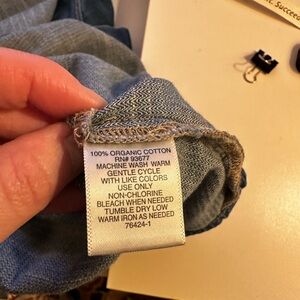 t. Succeed
100% ORGANIC COTTON
RN# 93677
MACHINE WASH WARM
GENTLE CYCLE
WITH LIKE COLORS
USE ONLY
NON-CHLORINE
BLEACH WHEN NEEDED
TUMBLE DRY LOW
WARM IRON AS NEEDED
76424-1